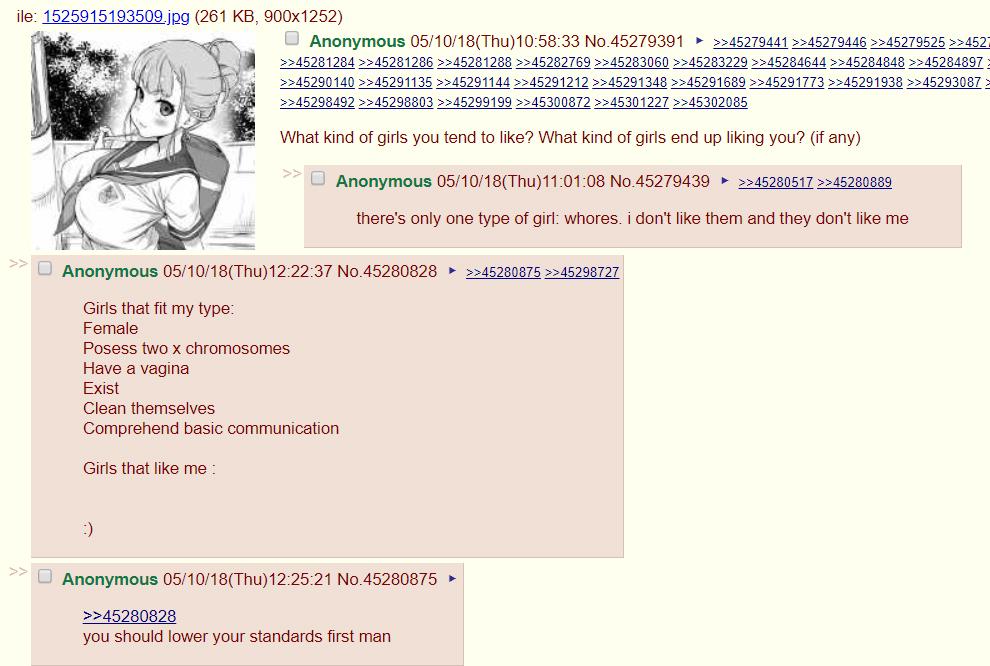 ile: 1525915193509.jpg (261 KB, 900x1252)
Anonymous 05/10/18(Thu)10:58:33 No.45279391 ► >>45279441 >>45279446 >>45279525 >>4527
>>45281284 >>45281286 >>45281288 >>45282769 >>45283060 >>45283229 >>45284644 >>45284848 >>45284897 >
>>45290140 >>45291135 >>45291144 >>45291212 >>45291348 >>45291689 >>45291773 >>45291938 >>45293087 >
>>45298492 >>45298803 >>45299199 >>45300872 >>45301227 >>45302085
What kind of girls you tend to like? What kind of girls end up liking you? (if any)
>> Anonymous 05/10/18(Thu)11:01:08 No.45279439 ► >>45280517 >>45280889
there's only one type of girl: whores. i don't like them and they don't like me
>> Anonymous 05/10/18(Thu)12:22:37 No.45280828 ► >>45280875 >>45298727
Girls that fit my type:
Female
Posess two x chromosomes
Have a vagina
Exist
Clean themselves
Comprehend basic communication
Girls that like me :
:)
>> Anonymous 05/10/18(Thu)12:25:21 No.45280875 ►
>>45280828
you should lower your standards first man